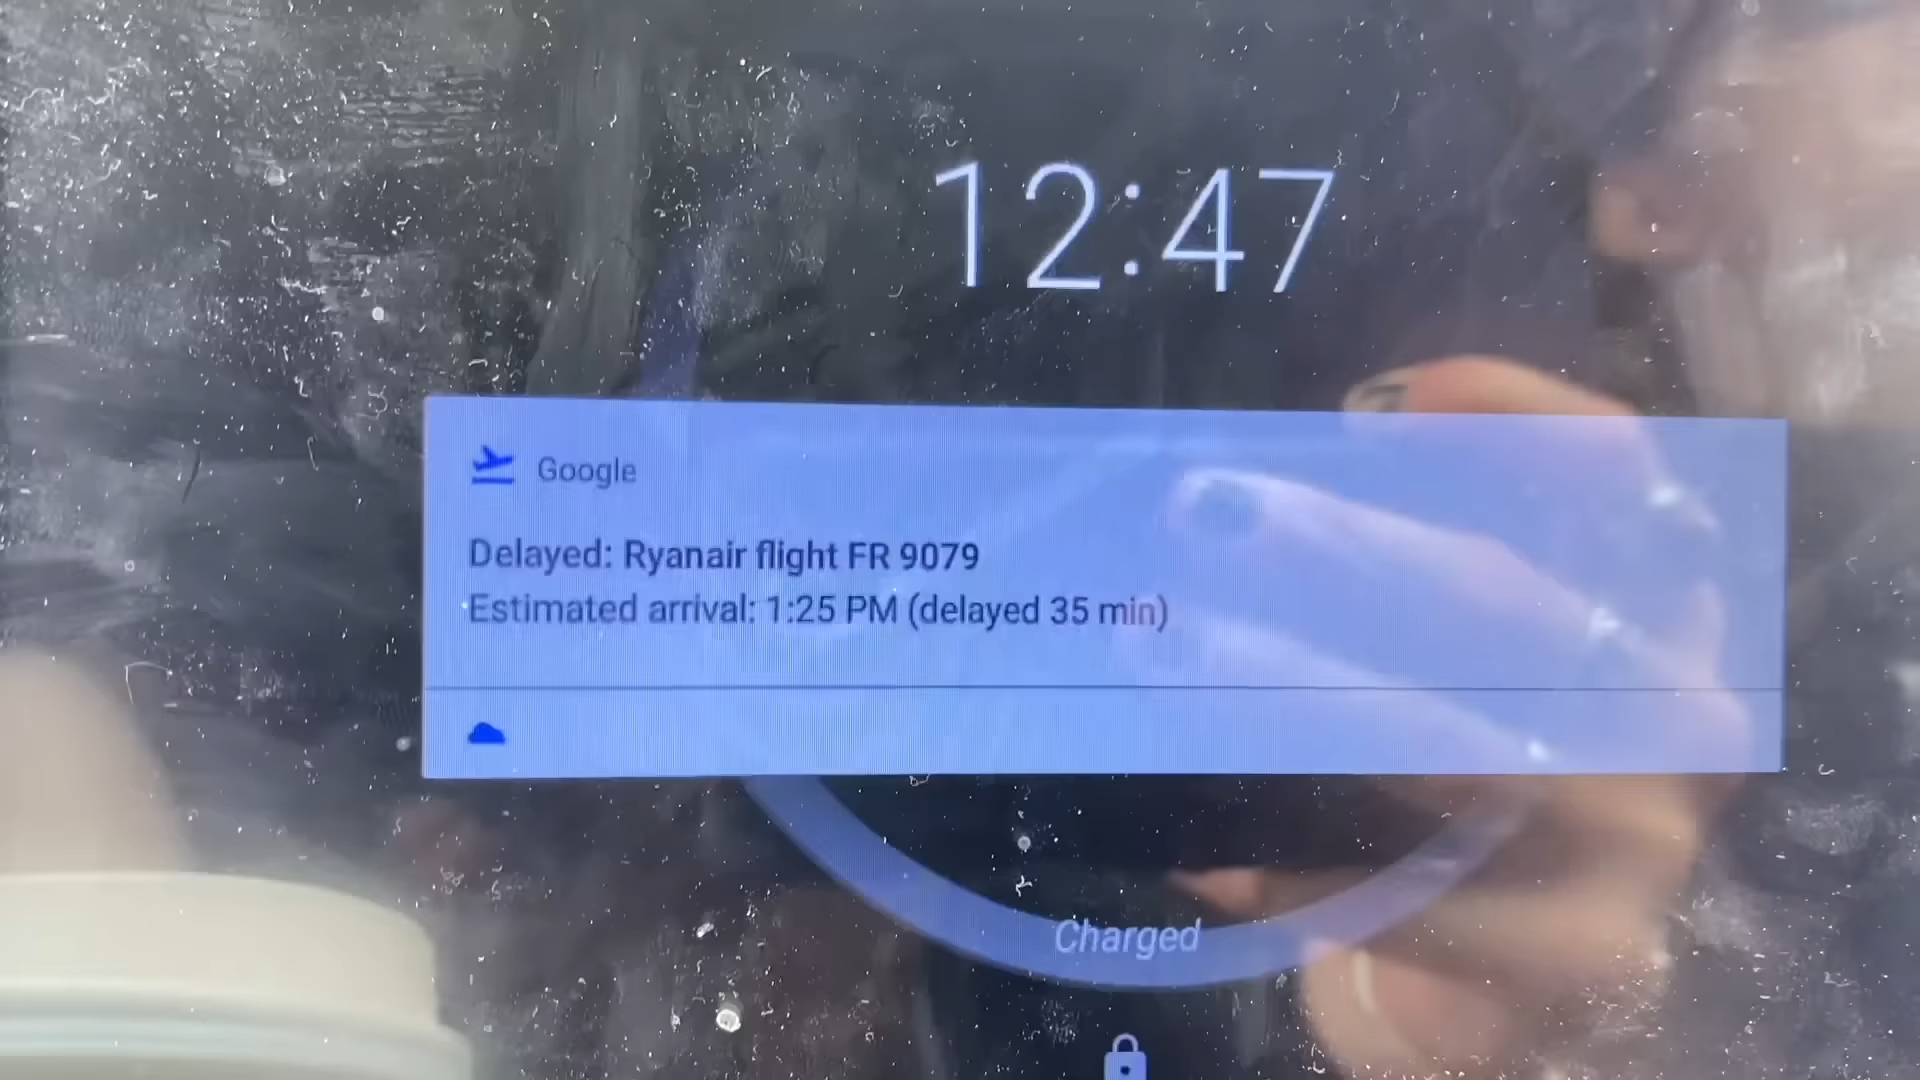 12:47
Google
Delayed: Ryanair flight FR 9079
Estimated arrival: 1:25 PM (delayed 35 min)
Charged